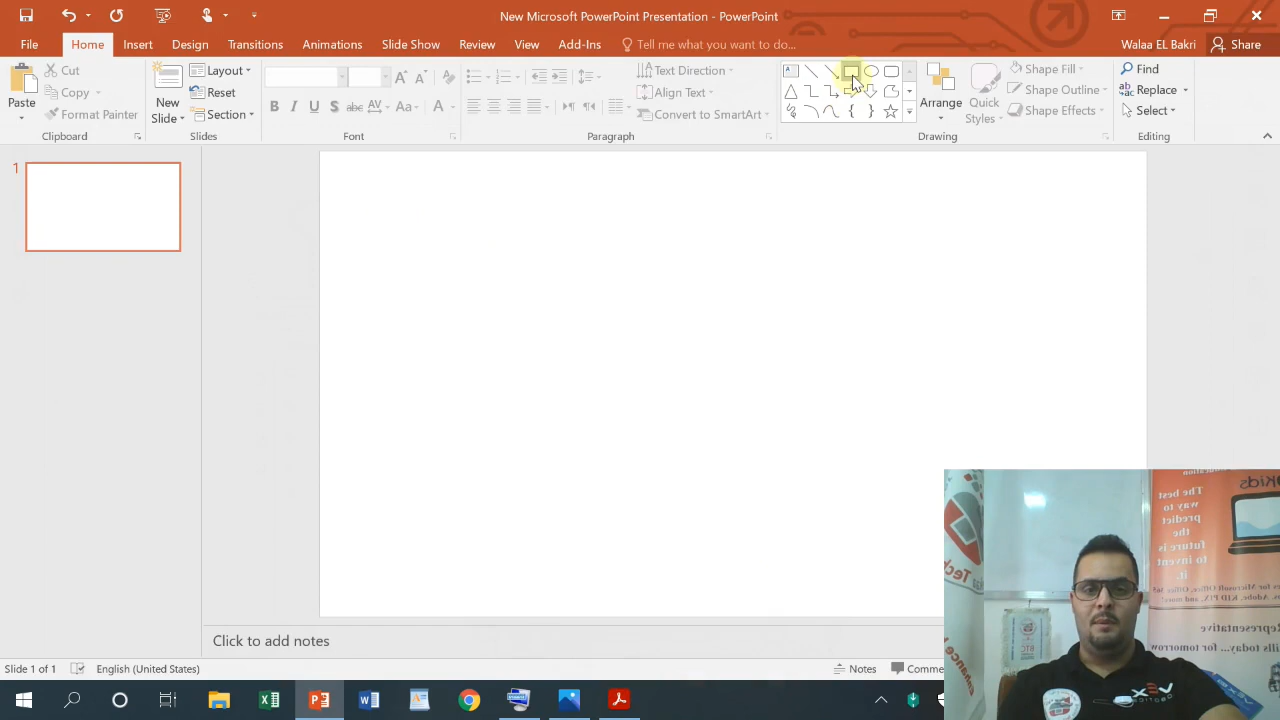 New Microsoft PowerPoint Presentation - PowerPoint
File Home Insert Design Transitions Animations Slide Show Review View Add-Ins Tell me what you want to do... Walaa EL Bakri Share
Paste
Cut
Copy
Format Painter
Clipboard
New Slide
Layout
Reset
Section
Slides
B I U S abc AV Aa A
Font
Text Direction
Align Text
Convert to SmartArt
Paragraph
Arrange
Quick Styles
Shape Fill
Shape Outline
Shape Effects
Drawing
Find
Replace
Select
Editing
1
Click to add notes
Slide 1 of 1 English (United States) Notes Comme
The best
way to
predict
the
future is
to invent
it.